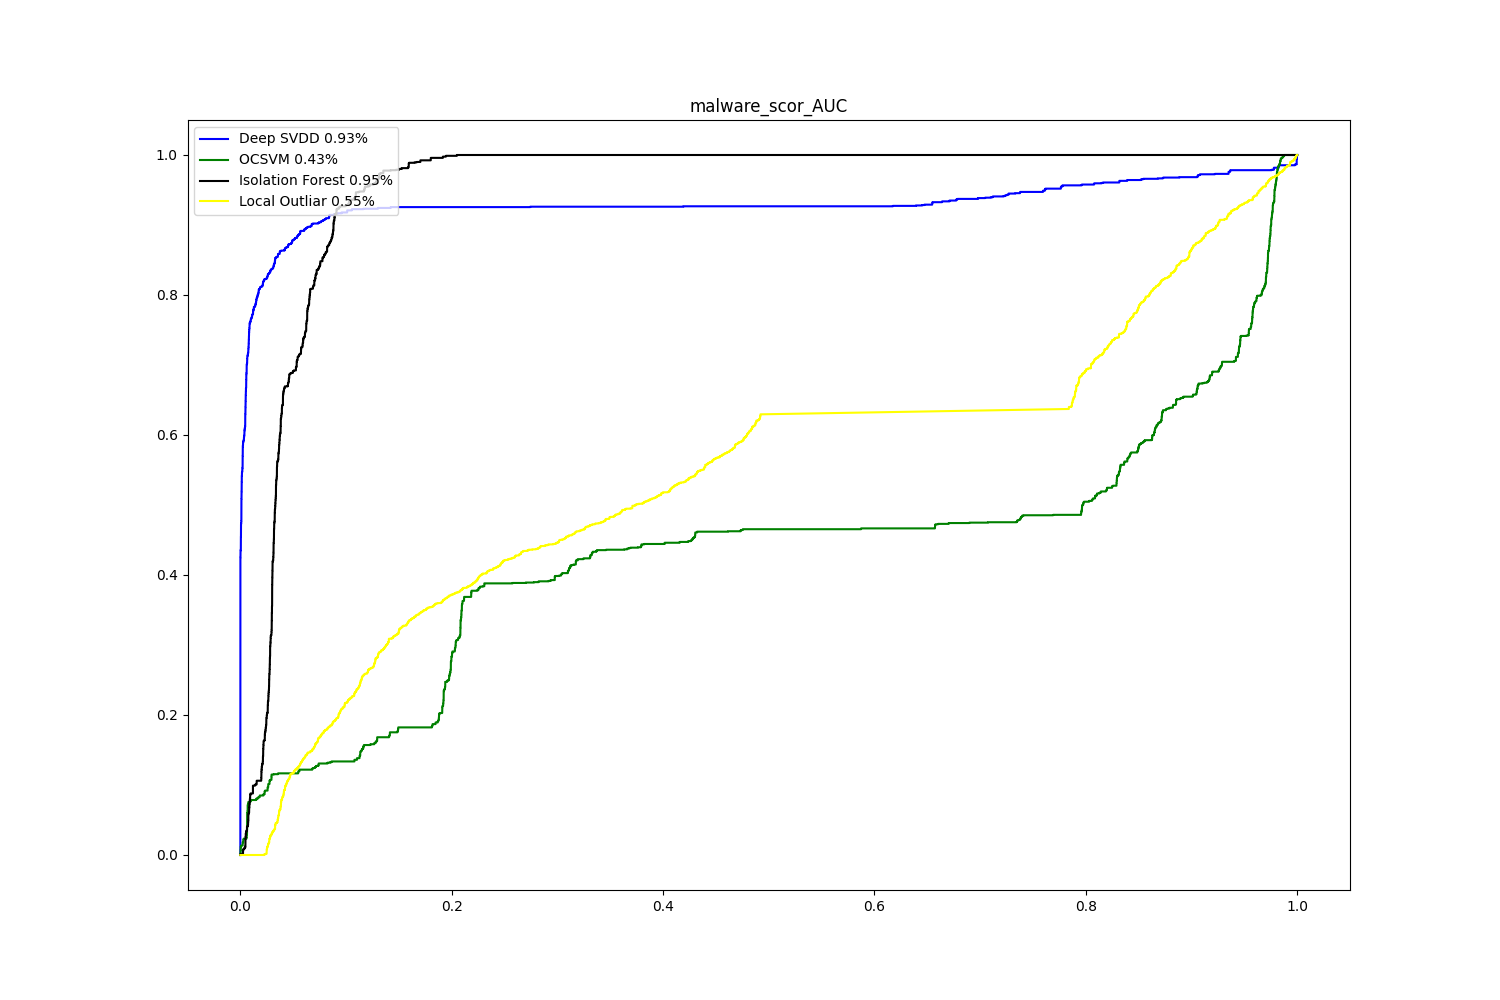 malware_scor_AUC
Deep SVDD 0.93%
OCSVM 0.43%
Isolation Forest 0.95%
Local Outliar 0.55%
1.0
0.8
0.6
0.4
0.2
0.0
0.0 0.2 0.4 0.6 0.8 1.0